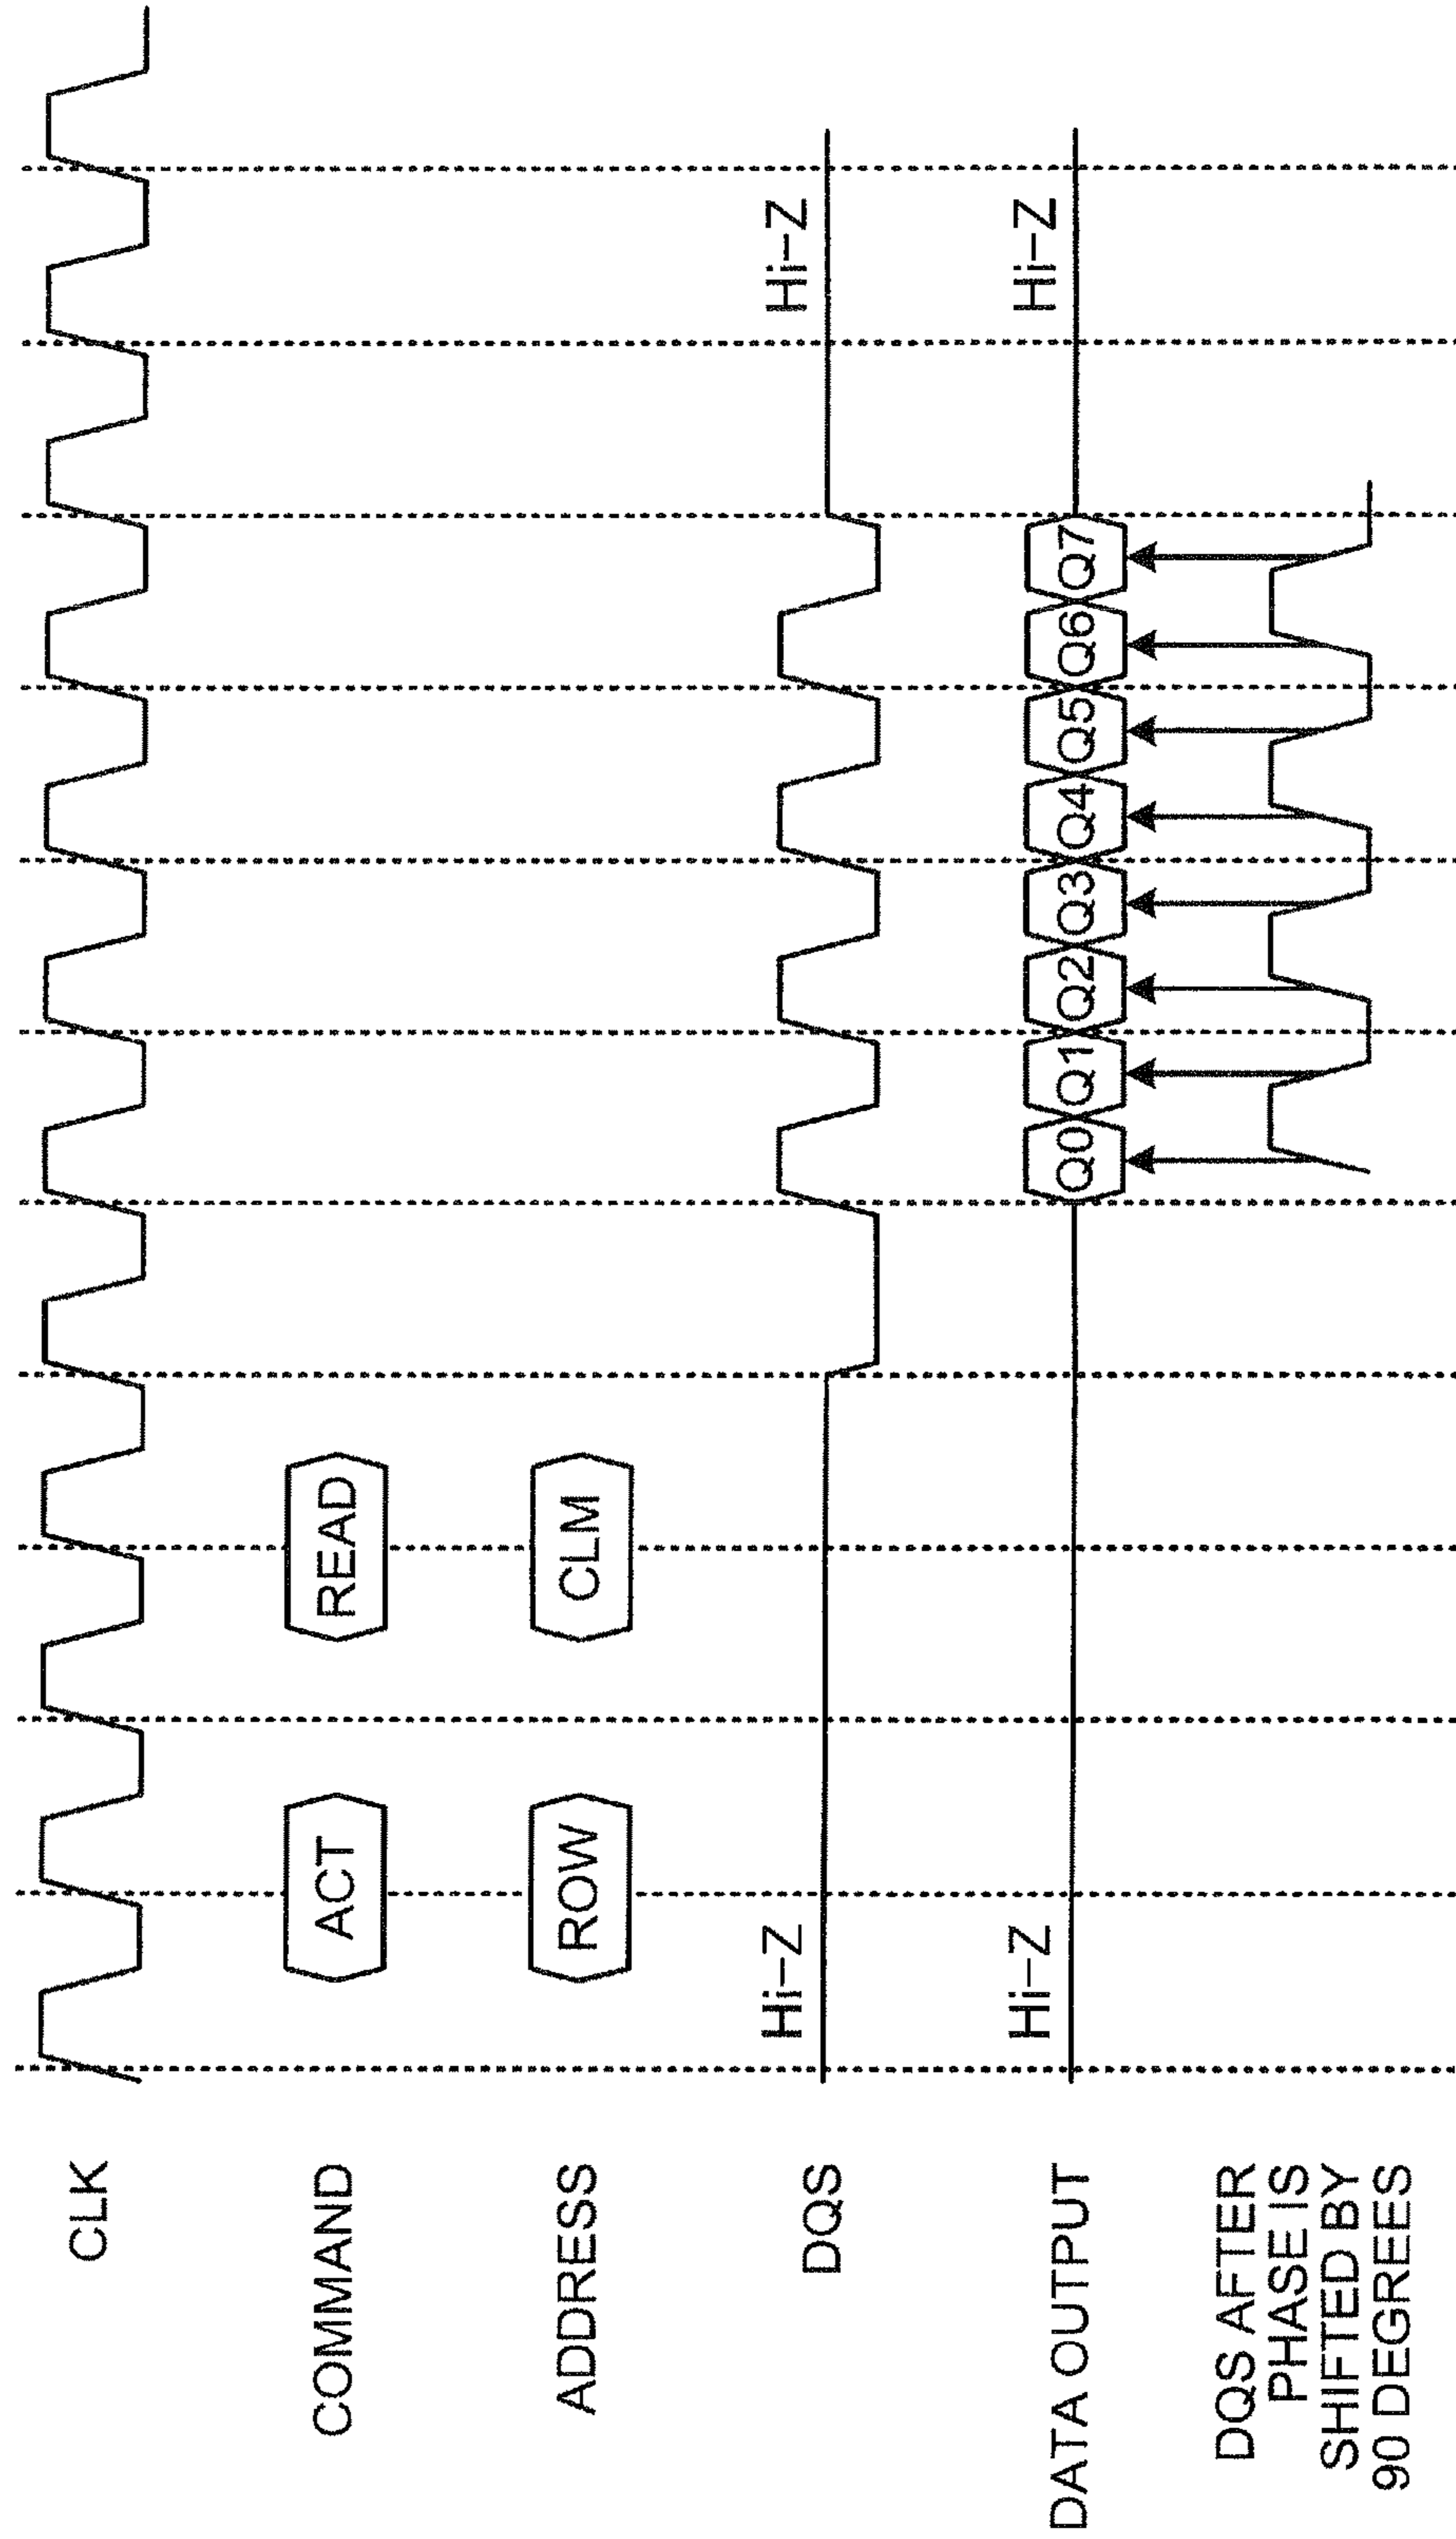 CLK
COMMAND
ACT
READ
ADDRESS
ROW
CLM
DQS
Hi–Z
Hi–Z
DATA OUTPUT
Hi–Z
Q0
Q1
Q2
Q3
Q4
Q5
Q6
Q7
Hi–Z
DQS AFTER
PHASE IS
SHIFTED BY
90 DEGREES